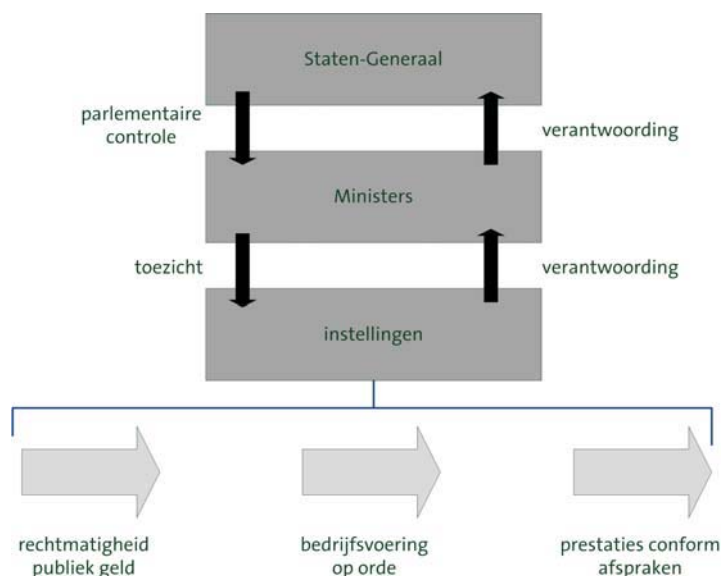 Staten-Generaal
parlementaire
controle
verantwoording
Ministers
toezicht
verantwoording
instellingen
rechtmatigheid
publiek geld
bedrijfsvoering
op orde
prestaties conform
afspraken